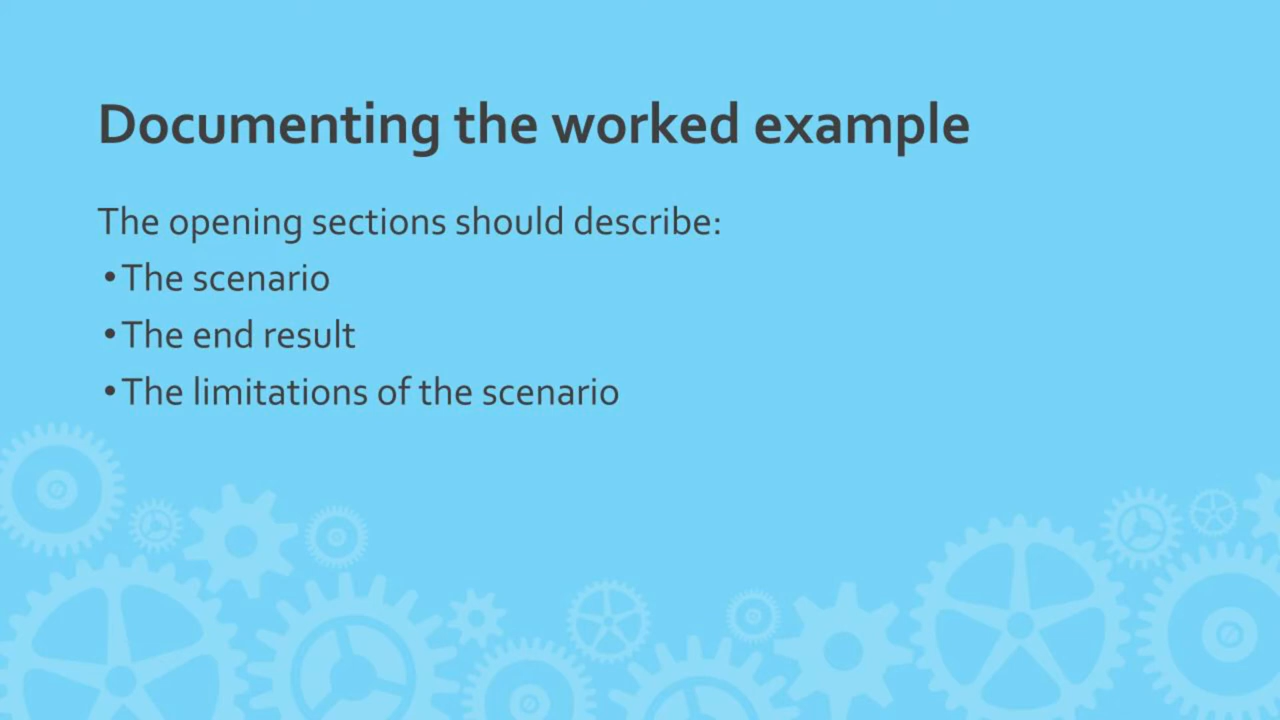 Documenting the worked example
The opening sections should describe:
•The scenario
•The end result
•The limitations of the scenario